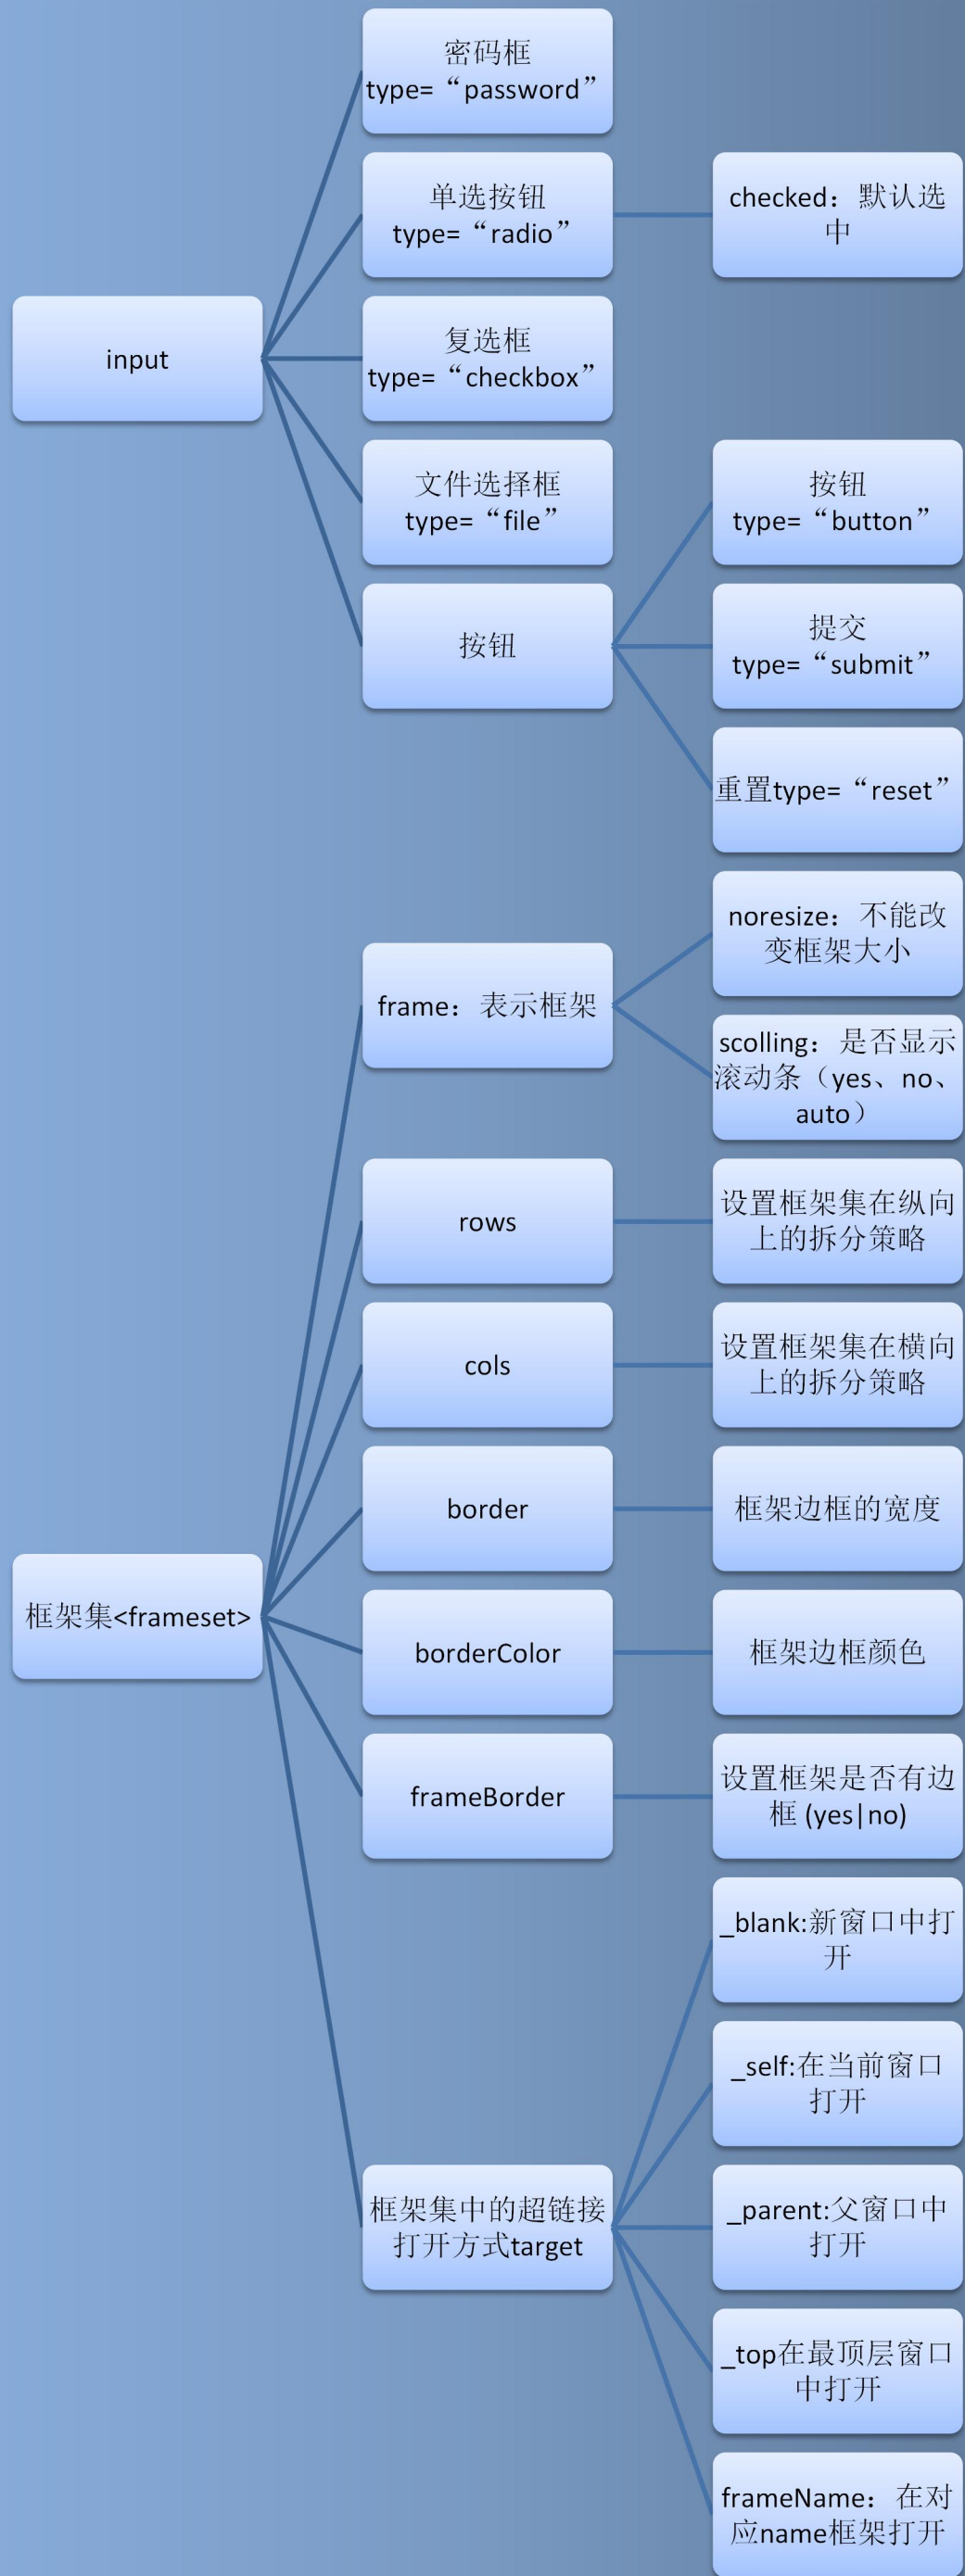 密码框
type=“password”
单选按钮
type=“radio”
checked：默认选
中
input
复选框
type=“checkbox”
文件选择框
type=“file”
按钮
type=“button”
按钮
提交
type=“submit”
重置type=“reset”
noresize：不能改
变框架大小
frame：表示框架
scolling：是否显示
滚动条（yes、no、
auto）
rows
设置框架集在纵向
上的拆分策略
cols
设置框架集在横向
上的拆分策略
border
框架边框的宽度
框架集<frameset>
borderColor
框架边框颜色
frameBorder
设置框架是否有边
框 (yes|no)
_blank:新窗口中打
开
_self:在当前窗口
打开
框架集中的超链接
打开方式target
_parent:父窗口中
打开
_top在最顶层窗口
中打开
frameName：在对
应name框架打开